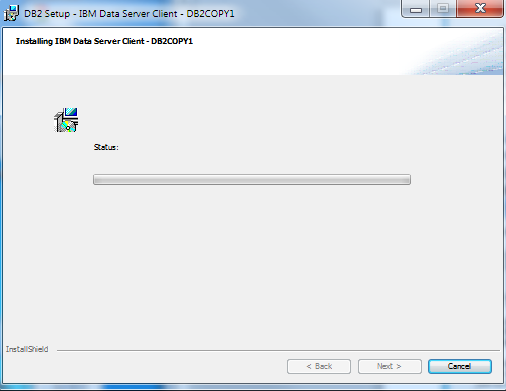 DB2 Setup - IBM Data Server Client - DB2COPY1
Installing IBM Data Server Client - DB2COPY1
Status:
InstallShield
< Back
Next >
Cancel